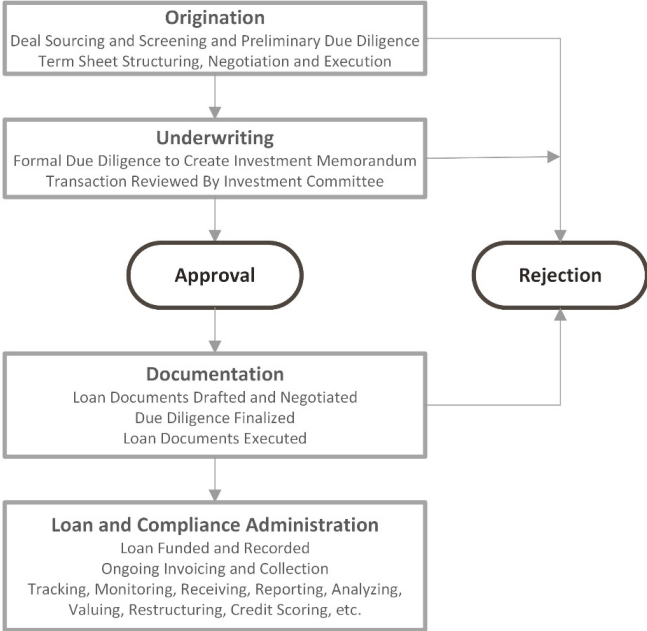 Origination
Deal Sourcing and Screening and Preliminary Due Diligence
Term Sheet Structuring, Negotiation and Execution
Underwriting
Formal Due Diligence to Create Investment Memorandum
Transaction Reviewed By Investment Committee
Approval
Rejection
Documentation
Loan Documents Drafted and Negotiated
Due Diligence Finalized
Loan Documents Executed
Loan and Compliance Administration
Loan Funded and Recorded
Ongoing Invoicing and Collection
Tracking, Monitoring, Receiving, Reporting, Analyzing,
Valuing, Restructuring, Credit Scoring, etc.